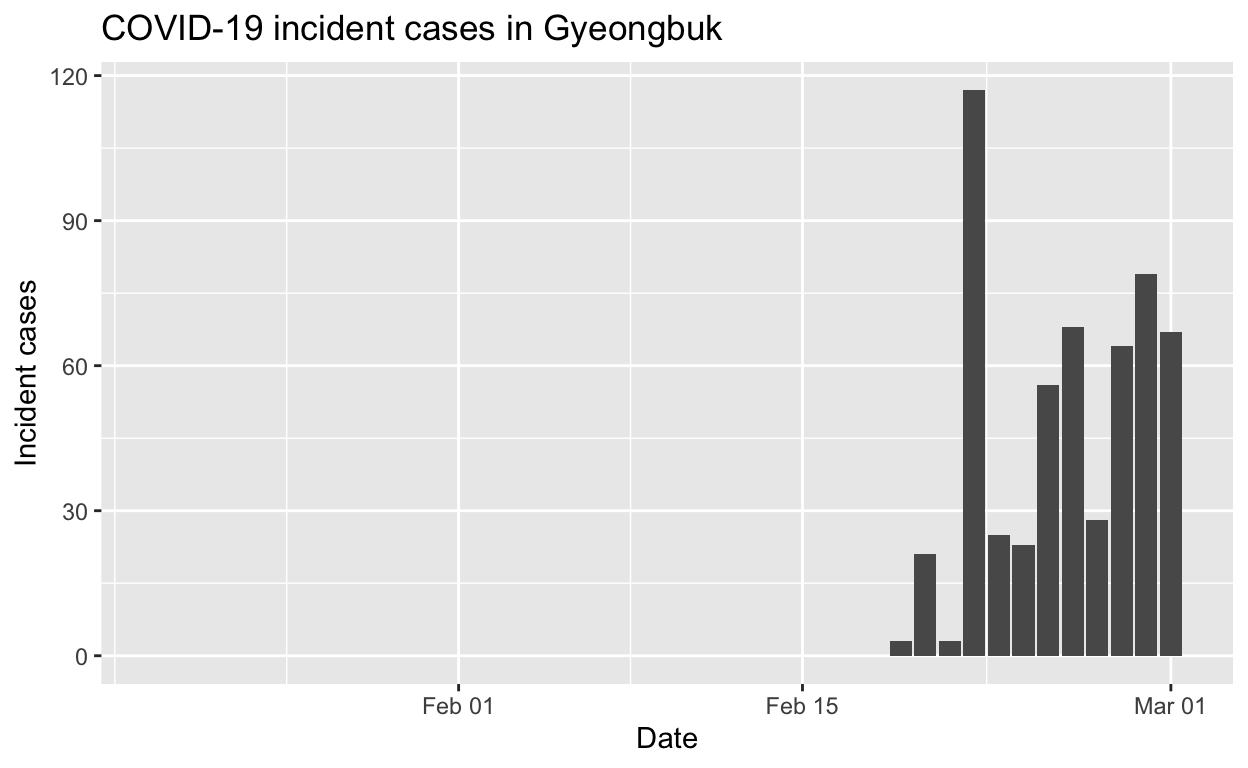 COVID-19 incident cases in Gyeongbuk
120
90
60
30
0
Incident cases
Feb 01 Feb 15 Mar 01
Date